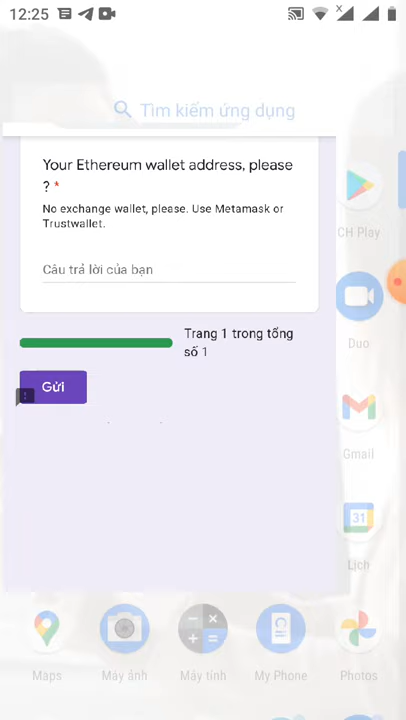 12:25
Tìm kiếm ứng dụng
Your Ethereum wallet address, please
? *
No exchange wallet, please. Use Metamask or
Trustwallet.
Câu trả lời của bạn
Trang 1 trong tổng
số 1
Gửi
CH Play
Duo
Gmail
31
Lịch
Maps
Máy ảnh
Máy tính
My Phone
Photos